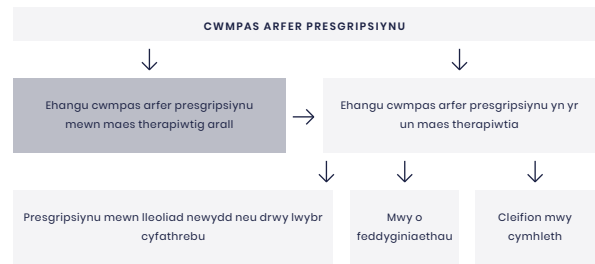 CWMPAS ARFER PRESGRIPSIYNU
Ehangu cwmpas arfer presgripsiynu
mewn maes therapiwtig arall
Ehangu cwmpas arfer presgripsiynu yn yr
un maes therapiwtia
Presgripsiynu mewn lleoliad newydd neu drwy lwybr
cyfathrebu
Mwy o
feddyginiaethau
Cleifion mwy
cymhleth